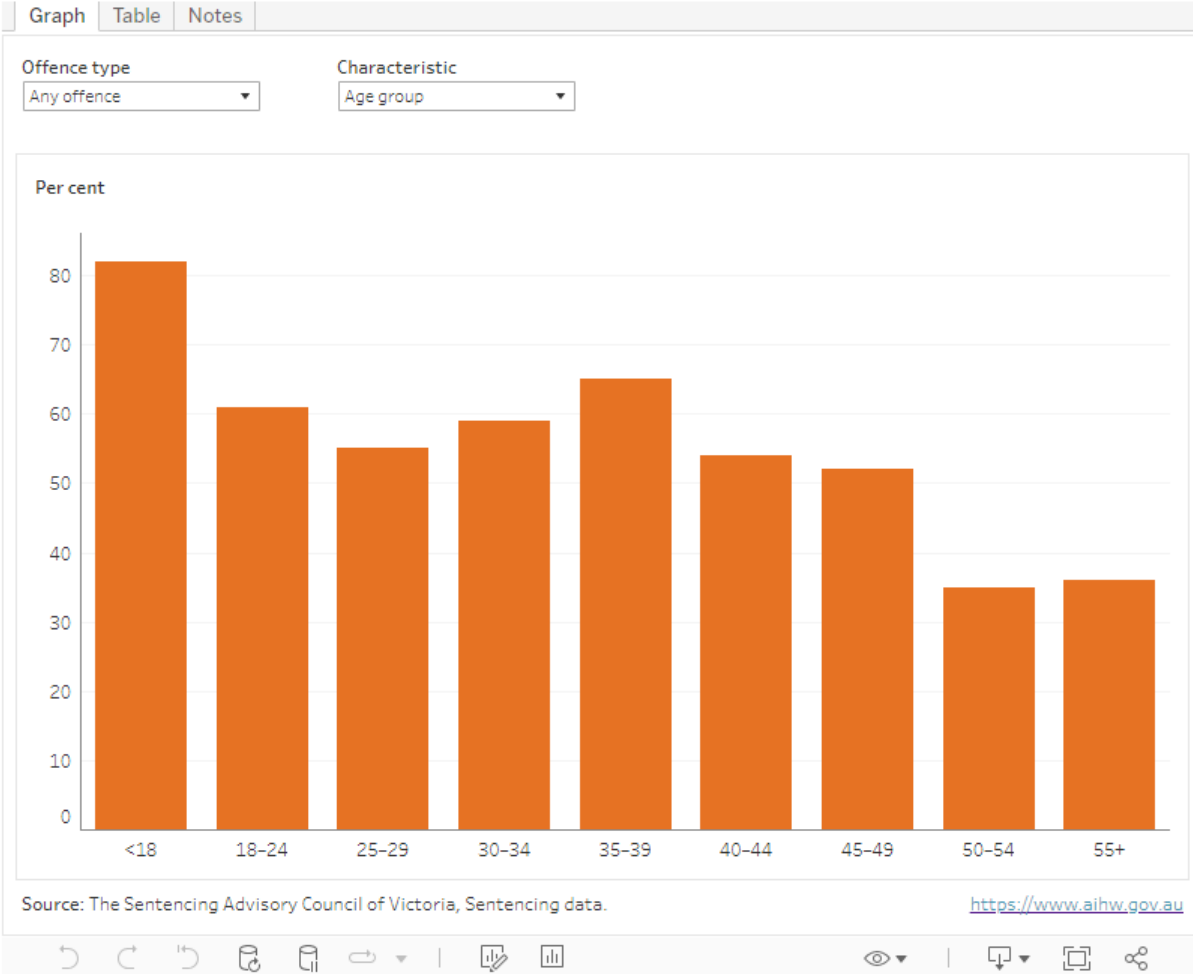 Graph Table Notes
Offence type Characteristic
Any offence Age group
Per cent
80
70
60
50
40
30
20
10
0
<18 18–24 25–29 30–34 35–39 40–44 45–49 50–54 55+
Source: The Sentencing Advisory Council of Victoria, Sentencing data. https://www.aihw.gov.au